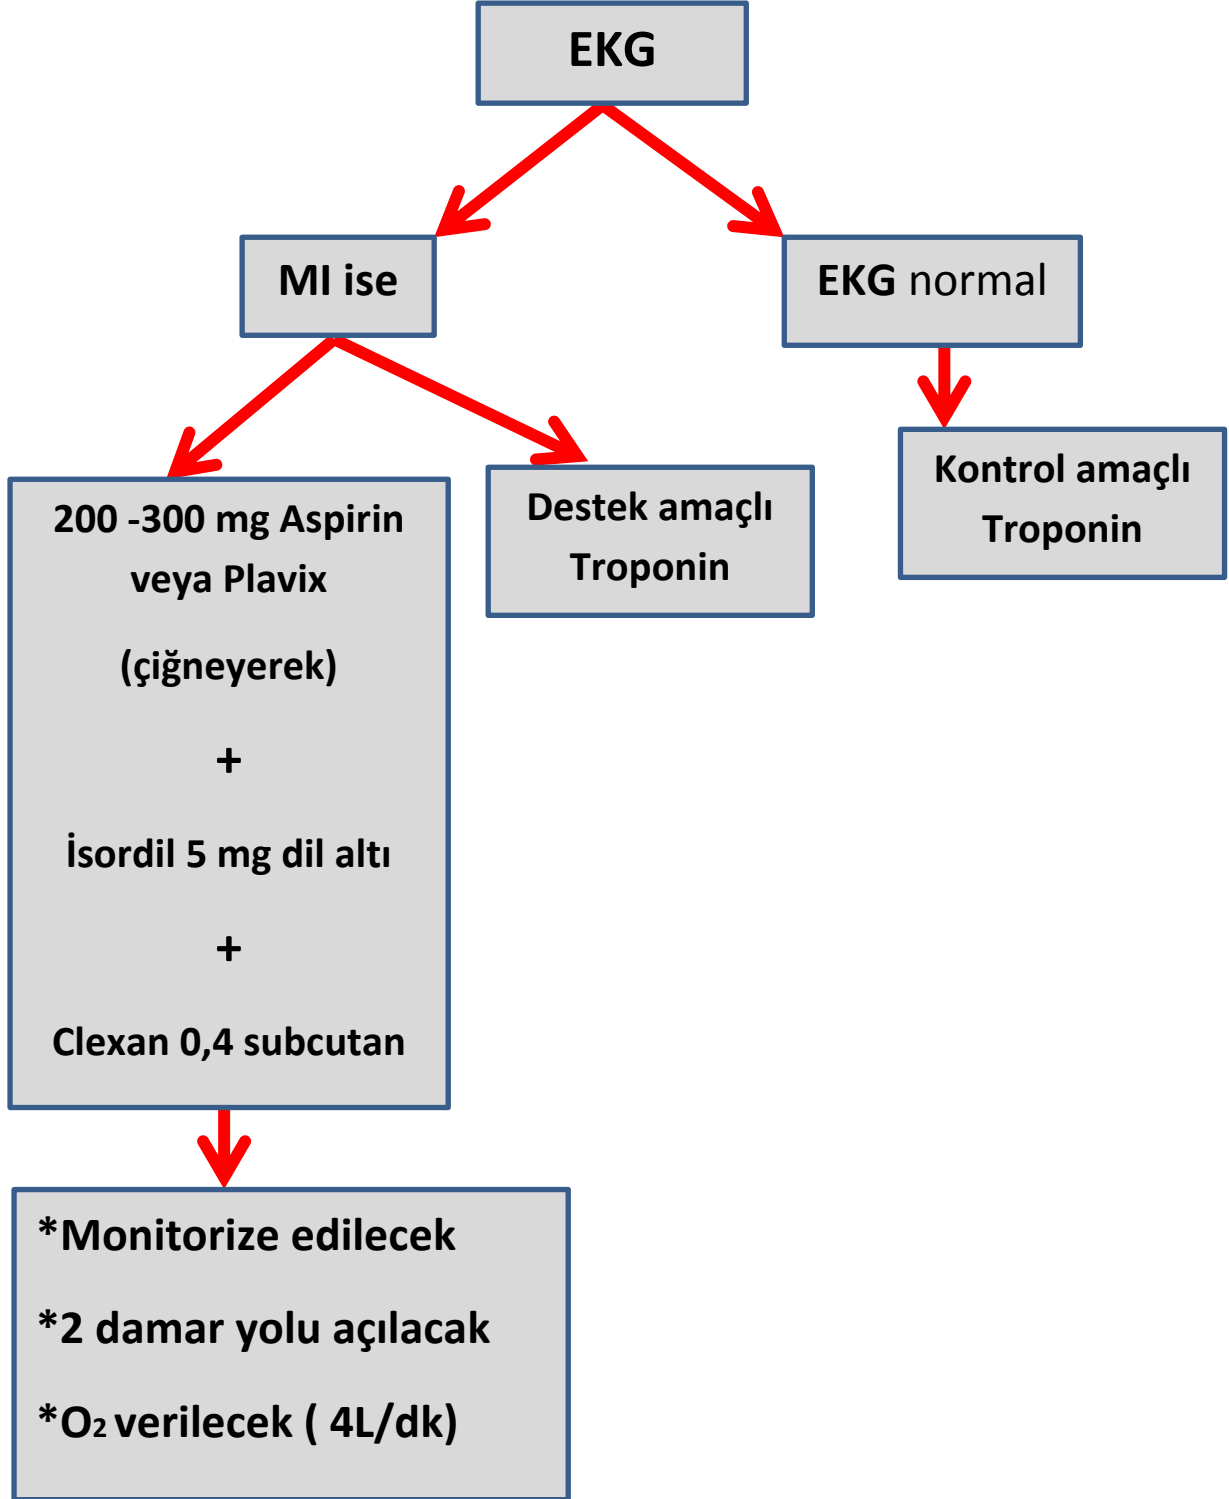 EKG
MI ise
EKG normal
200 -300 mg Aspirin
veya Plavix
(çiğneyerek)
+
İsordil 5 mg dil altı
+
Clexan 0,4 subcutan
Destek amaçlı
Troponin
Kontrol amaçlı
Troponin
*Monitorize edilecek
*2 damar yolu açılacak
*O₂ verilecek ( 4L/dk)